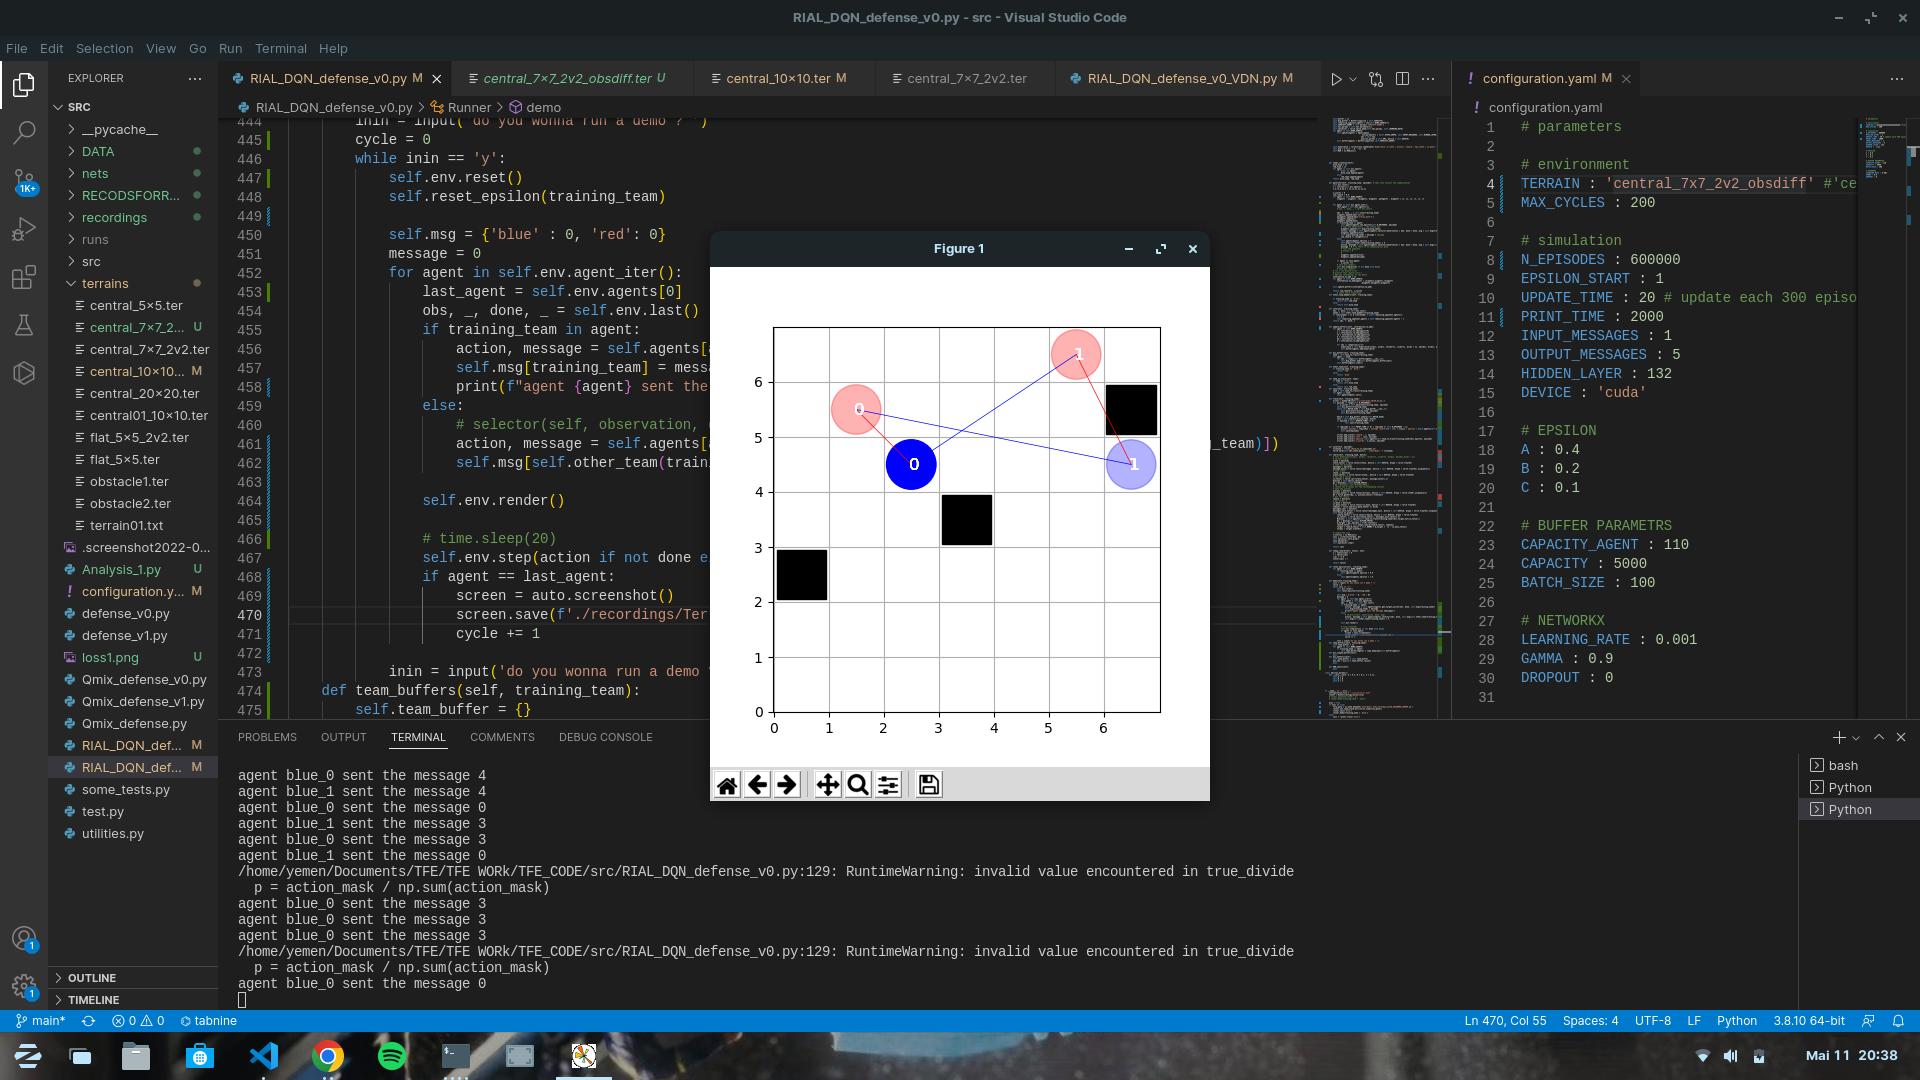 RIAL_DQN_defense_v0.py - src - Visual Studio Code
File Edit Selection View Go Run Terminal Help
EXPLORER
SRC
__pycache__
DATA
nets
RECODSFORR...
recordings
runs
src
terrains
central_5×5.ter
central_7×7_2... U
central_7×7_2v2.ter
central_10×10... M
central_20×20.ter
central01_10×10.ter
flat_5×5_2v2.ter
flat_5×5.ter
obstacle1.ter
obstacle2.ter
terrain01.txt
.screenshot2022-0...
Analysis_1.py U
configuration.y... M
defense_v0.py
defense_v1.py
loss1.png U
Qmix_defense_v0.py
Qmix_defense_v1.py
Qmix_defense.py
RIAL_DQN_def... M
RIAL_DQN_def... M
some_tests.py
test.py
utilities.py
OUTLINE
TIMELINE
1K+
1
1
RIAL_DQN_defense_v0.py M
central_7×7_2v2_obsdiff.ter U
central_10×10.ter M
central_7×7_2v2.ter
RIAL_DQN_defense_v0_VDN.py M
RIAL_DQN_defense_v0.py > Runner > demo
444 inin = input('do you wonna run a demo ? ')
445 cycle = 0
446 while inin == 'y':
447 self.env.reset()
448 self.reset_epsilon(training_team)
449
450 self.msg = {'blue' : 0, 'red': 0}
451 message = 0
452 for agent in self.env.agent_iter():
453 last_agent = self.env.agents[0]
454 obs, _, done, _ = self.env.last()
455 if training_team in agent:
456 action, message = self.agents[
457 self.msg[training_team] = mess
458 print(f"agent {agent} sent the
459 else:
460 # selector(self, observation,
461 action, message = self.agents[ g_team)])
462 self.msg[self.other_team(train
463
464 self.env.render()
465
466 # time.sleep(20)
467 self.env.step(action if not done e
468 if agent == last_agent:
469 screen = auto.screenshot()
470 screen.save(f'./recordings/Ter
471 cycle += 1
472
473 inin = input('do you wonna run a demo
474 def team_buffers(self, training_team):
475 self.team_buffer = {}
configuration.yaml M
configuration.yaml
1 # parameters
2
3 # environment
4 TERRAIN : 'central_7x7_2v2_obsdiff' #'ce
5 MAX_CYCLES : 200
6
7 # simulation
8 N_EPISODES : 600000
9 EPSILON_START : 1
10 UPDATE_TIME : 20 # update each 300 episo
11 PRINT_TIME : 2000
12 INPUT_MESSAGES : 1
13 OUTPUT_MESSAGES : 5
14 HIDDEN_LAYER : 132
15 DEVICE : 'cuda'
16
17 # EPSILON
18 A : 0.4
19 B : 0.2
20 C : 0.1
21
22 # BUFFER PARAMETRS
23 CAPACITY_AGENT : 110
24 CAPACITY : 5000
25 BATCH_SIZE : 100
26
27 # NETWORKX
28 LEARNING_RATE : 0.001
29 GAMMA : 0.9
30 DROPOUT : 0
31
Figure 1
1
0
0
1
6
5
4
3
2
1
0
0 1 2 3 4 5 6
PROBLEMS OUTPUT TERMINAL COMMENTS DEBUG CONSOLE
agent blue_0 sent the message 4
agent blue_1 sent the message 4
agent blue_0 sent the message 0
agent blue_1 sent the message 3
agent blue_0 sent the message 3
agent blue_1 sent the message 0
/home/yemen/Documents/TFE/TFE WORk/TFE_CODE/src/RIAL_DQN_defense_v0.py:129: RuntimeWarning: invalid value encountered in true_divide
p = action_mask / np.sum(action_mask)
agent blue_0 sent the message 3
agent blue_0 sent the message 3
agent blue_0 sent the message 3
/home/yemen/Documents/TFE/TFE WORk/TFE_CODE/src/RIAL_DQN_defense_v0.py:129: RuntimeWarning: invalid value encountered in true_divide
p = action_mask / np.sum(action_mask)
agent blue_0 sent the message 0
bash
Python
Python
main* 0 0 tabnine
Ln 470, Col 55 Spaces: 4 UTF-8 LF Python 3.8.10 64-bit
Mai 11 20:38